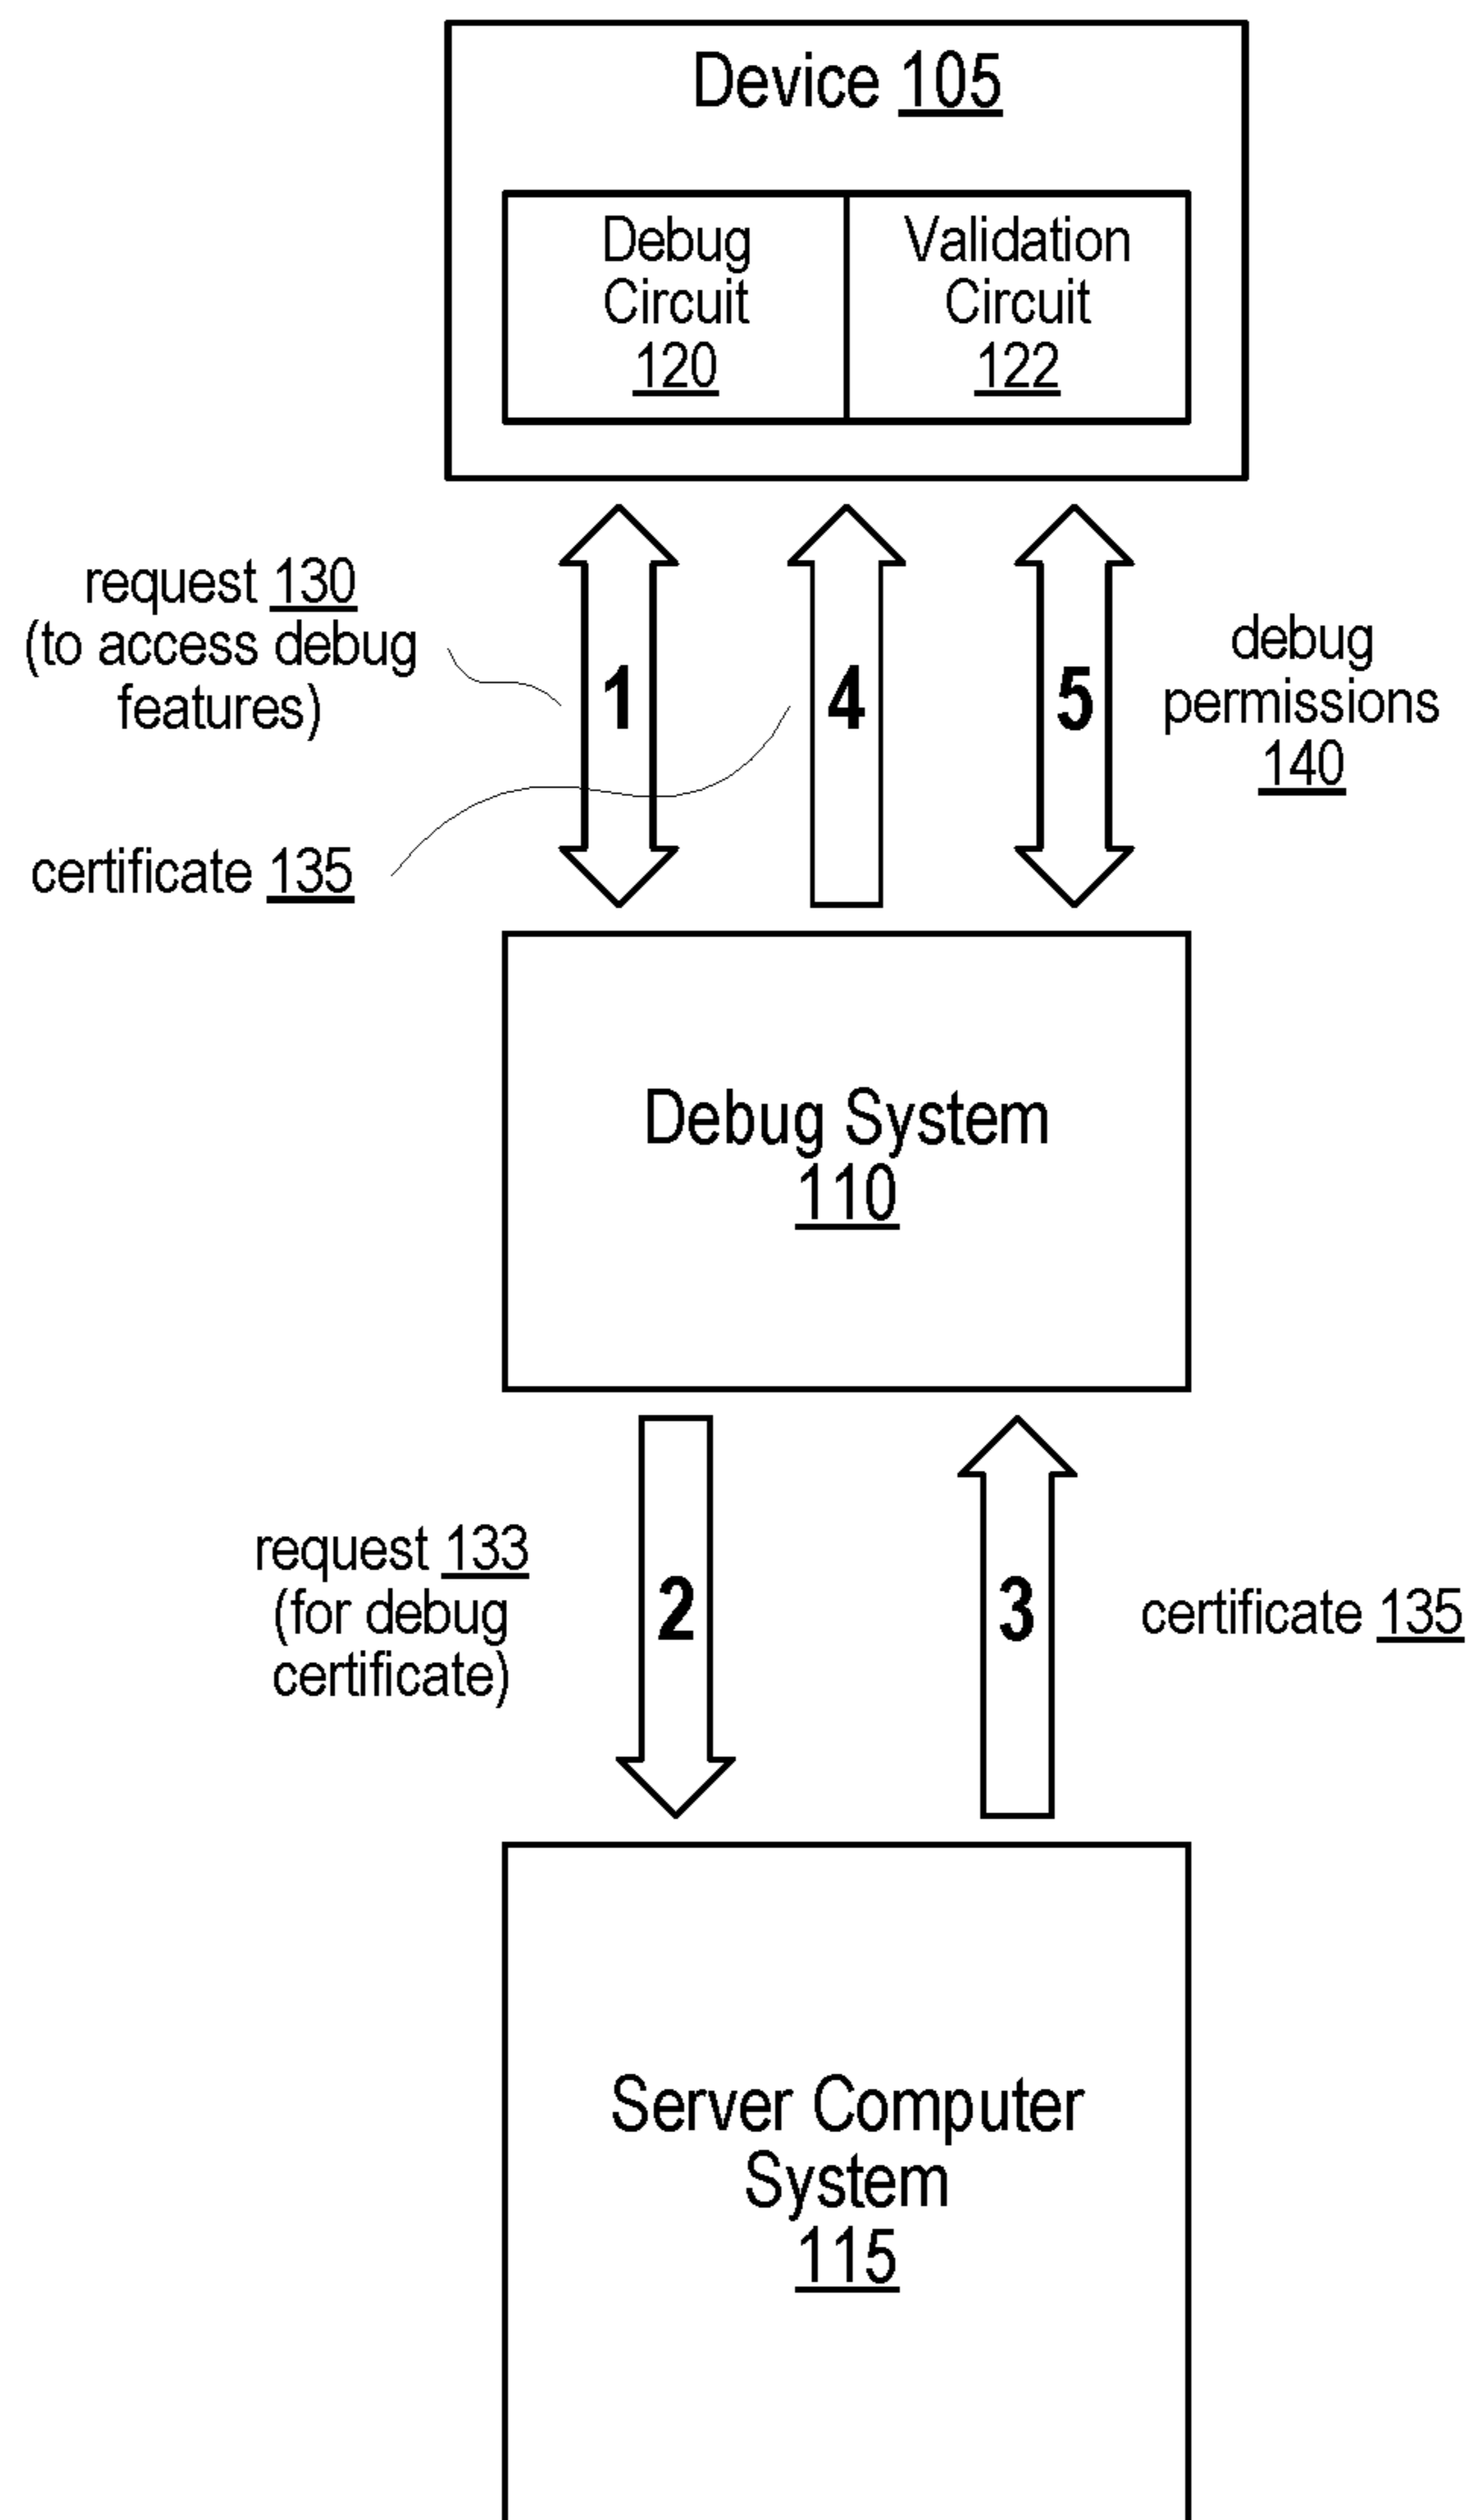 Device 105
Debug
Circuit
120
Validation
Circuit
122
request 130
(to access debug
features)
1
4
5
debug
permissions
140
certificate 135
Debug System
110
request 133
(for debug
certificate)
2
3
certificate 135
Server Computer
System
115